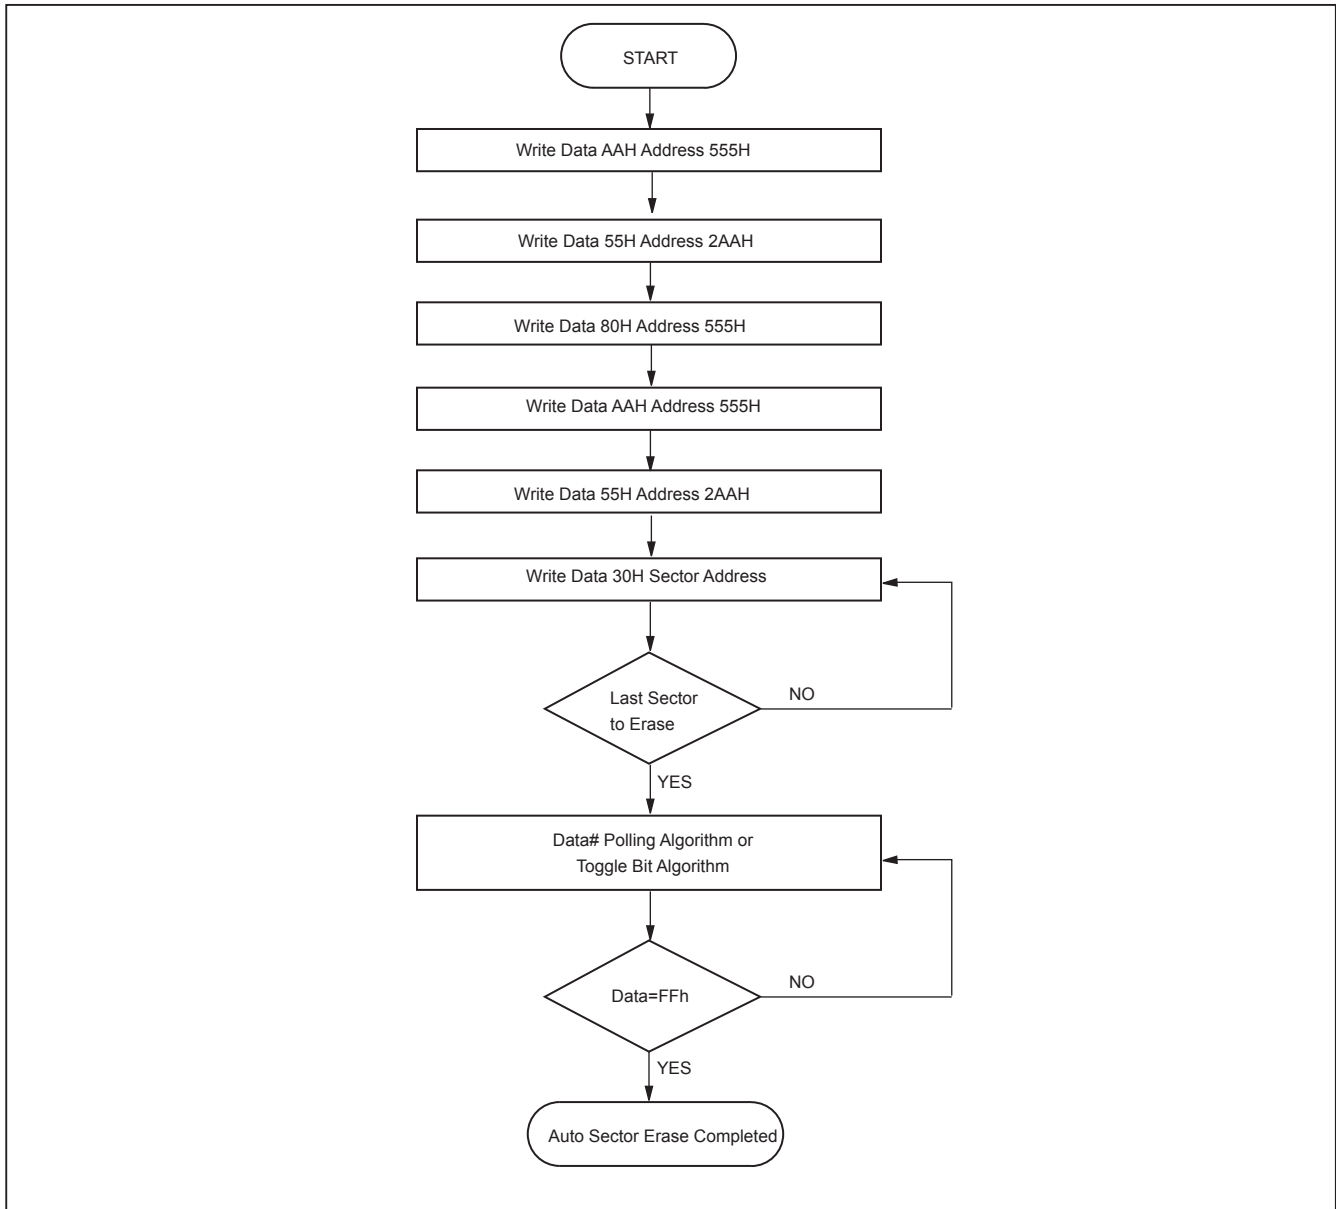 START
Write Data AAH Address 555H
Write Data 55H Address 2AAH
Write Data 80H Address 555H
Write Data AAH Address 555H
Write Data 55H Address 2AAH
Write Data 30H Sector Address
Last Sector
to Erase
NO
YES
Data# Polling Algorithm or
Toggle Bit Algorithm
Data=FFh
NO
YES
Auto Sector Erase Completed